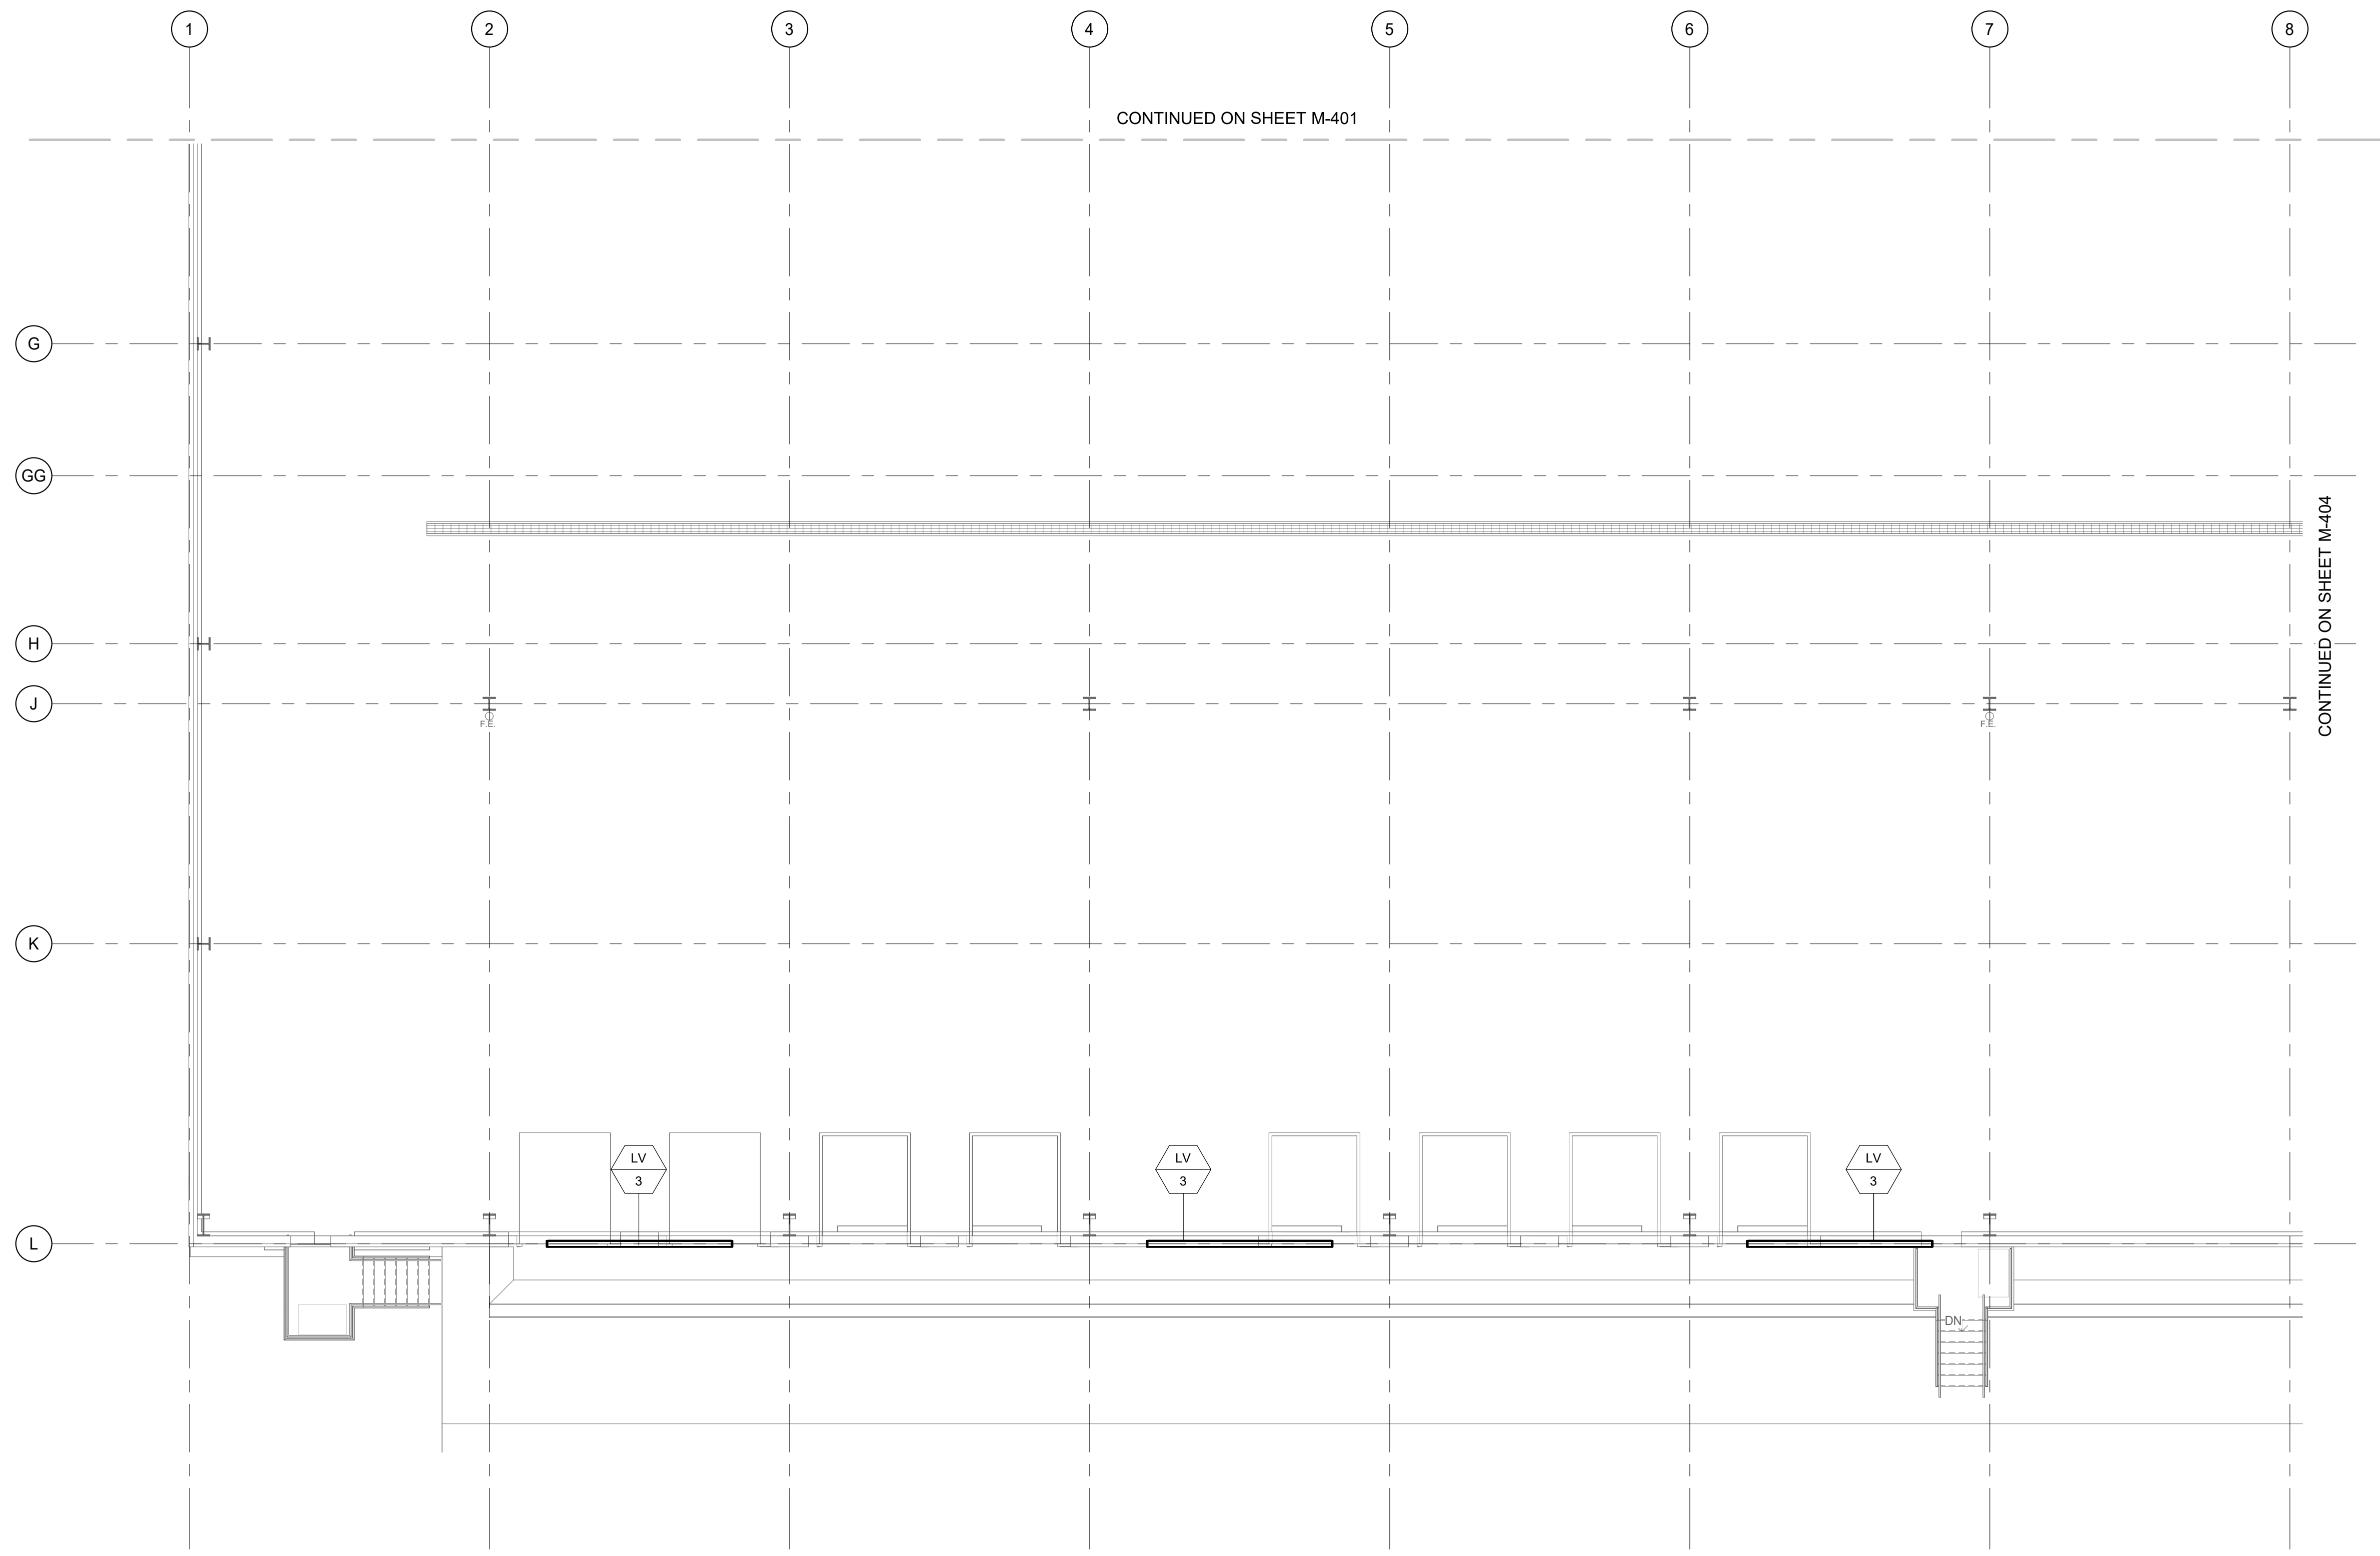 1 2 3 4 5 6 7 8
CONTINUED ON SHEET M-401
G
GG
CONTINUED ON SHEET M-404
H
J
F.E. F.E.
K
LV LV LV
3 3 3
L
DN